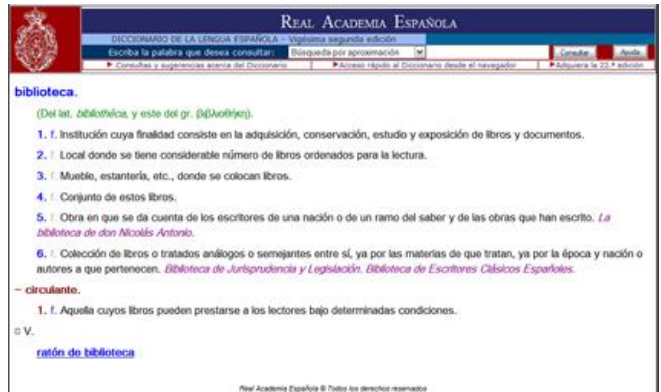 REAL ACADEMIA ESPAÑOLA
DICCIONARIO DE LA LENGUA ESPAÑOLA - Vigésima segunda edición
Escriba la palabra que desea consultar: Búsqueda por aproximación Consultar Ayuda
Consultas y sugerencias acerca del Diccionario Acceso rápido al Diccionario desde el navegador Adquiera la 22.ª edición
biblioteca.
(Del lat. bibliothēca, y este del gr. βιβλιοθήκη).
1. f. Institución cuya finalidad consiste en la adquisición, conservación, estudio y exposición de libros y documentos.
2. f. Local donde se tiene considerable número de libros ordenados para la lectura.
3. f. Mueble, estantería, etc., donde se colocan libros.
4. f. Conjunto de estos libros.
5. f. Obra en que se da cuenta de los escritores de una nación o de un ramo del saber y de las obras que han escrito. La
biblioteca de don Nicolás Antonio.
6. f. Colección de libros o tratados análogos o semejantes entre sí, ya por las materias de que tratan, ya por la época y nación o
autores a que pertenecen. Biblioteca de Jurisprudencia y Legislación. Biblioteca de Escritores Clásicos Españoles.
~ circulante.
1. f. Aquella cuyos libros pueden prestarse a los lectores bajo determinadas condiciones.
□ V.
ratón de biblioteca
Real Academia Española © Todos los derechos reservados